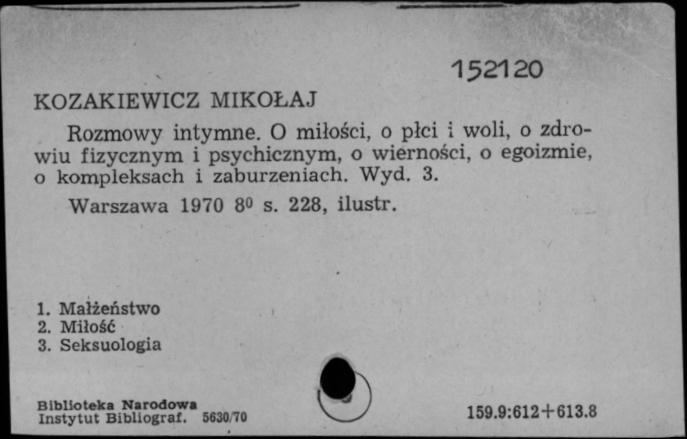 152120
KOZAKIEWICZ MIKOŁAJ
Rozmowy intymne. O miłości, o płci i woli, o zdro-
wiu fizycznym i psychicznym, o wierności, o egoizmie,
o kompleksach i zaburzeniach. Wyd. 3.
Warszawa 1970 8⁰ s. 228, ilustr.
1. Małżeństwo
2. Miłość
3. Seksuologia
Biblioteka Narodowa
Instytut Bibliograf. 5630/70
159.9:612+613.8